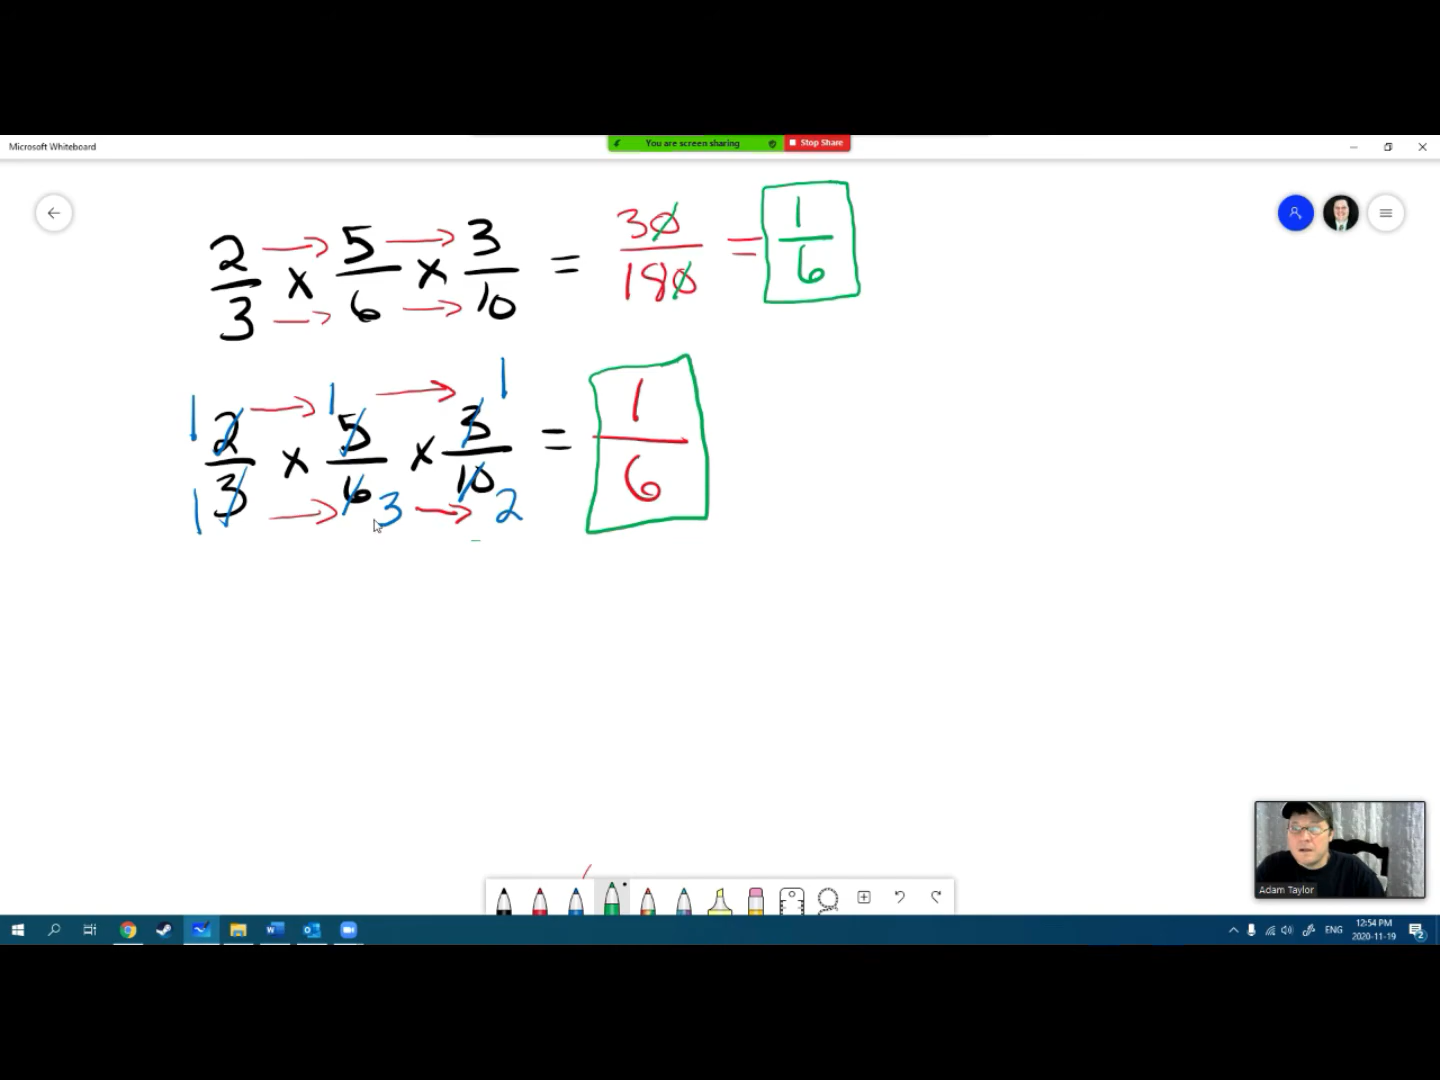 You are screen sharing Stop Share
Microsoft Whiteboard
2/3 x 5/6 x 3/10 = 30/180 = 1/6
1 1 1
2/3 x 5/6 x 3/10 = 1/6
1 3 2
Adam Taylor
ENG 12:54 PM
2020-11-19
2